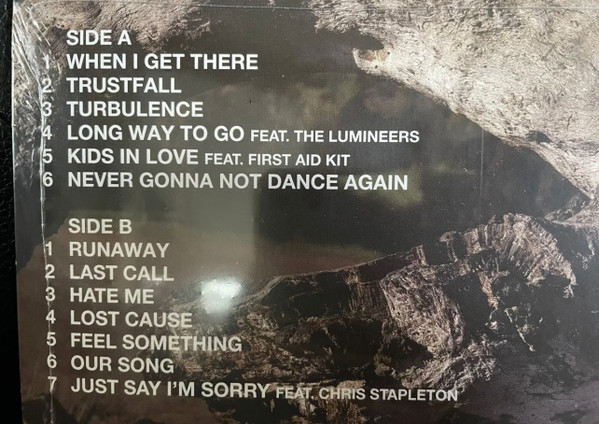 SIDE A
1 WHEN I GET THERE
2 TRUSTFALL
3 TURBULENCE
4 LONG WAY TO GO FEAT. THE LUMINEERS
5 KIDS IN LOVE FEAT. FIRST AID KIT
6 NEVER GONNA NOT DANCE AGAIN
SIDE B
1 RUNAWAY
2 LAST CALL
3 HATE ME
4 LOST CAUSE
5 FEEL SOMETHING
6 OUR SONG
7 JUST SAY I'M SORRY FEAT. CHRIS STAPLETON